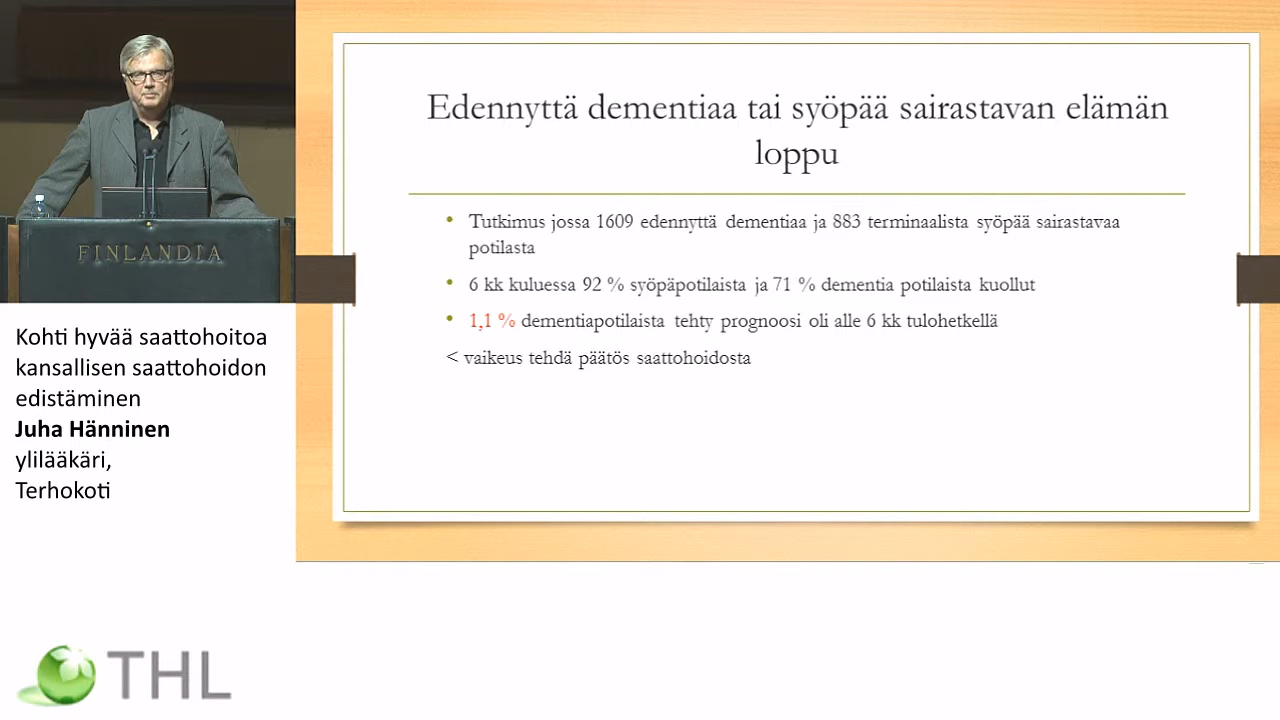 FINLANDIA
Kohti hyvää saattohoitoa
kansallisen saattohoidon
edistäminen
Juha Hänninen
ylilääkäri,
Terhokoti
THL
Edennyttä dementiaa tai syöpää sairastavan elämän
loppu
• Tutkimus jossa 1609 edennyttä dementiaa ja 883 terminaalista syöpää sairastavaa
potilasta
• 6 kk kuluessa 92 % syöpäpotilaista ja 71 % dementia potilaista kuollut
• 1,1 % dementiapotilaista tehty prognoosi oli alle 6 kk tulohetkellä
< vaikeus tehdä päätös saattohoidosta